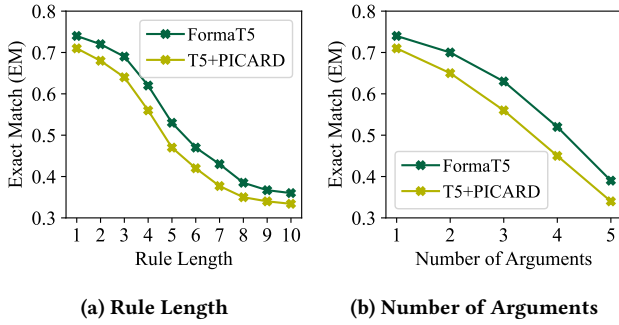 0.8
0.7
0.6
0.5
0.4
0.3
Exact Match (EM)
FormaT5
T5+PICARD
1 2 3 4 5 6 7 8 9 10
Rule Length
(a) Rule Length
0.8
0.7
0.6
0.5
0.4
0.3
Exact Match (EM)
FormaT5
T5+PICARD
1 2 3 4 5
Number of Arguments
(b) Number of Arguments